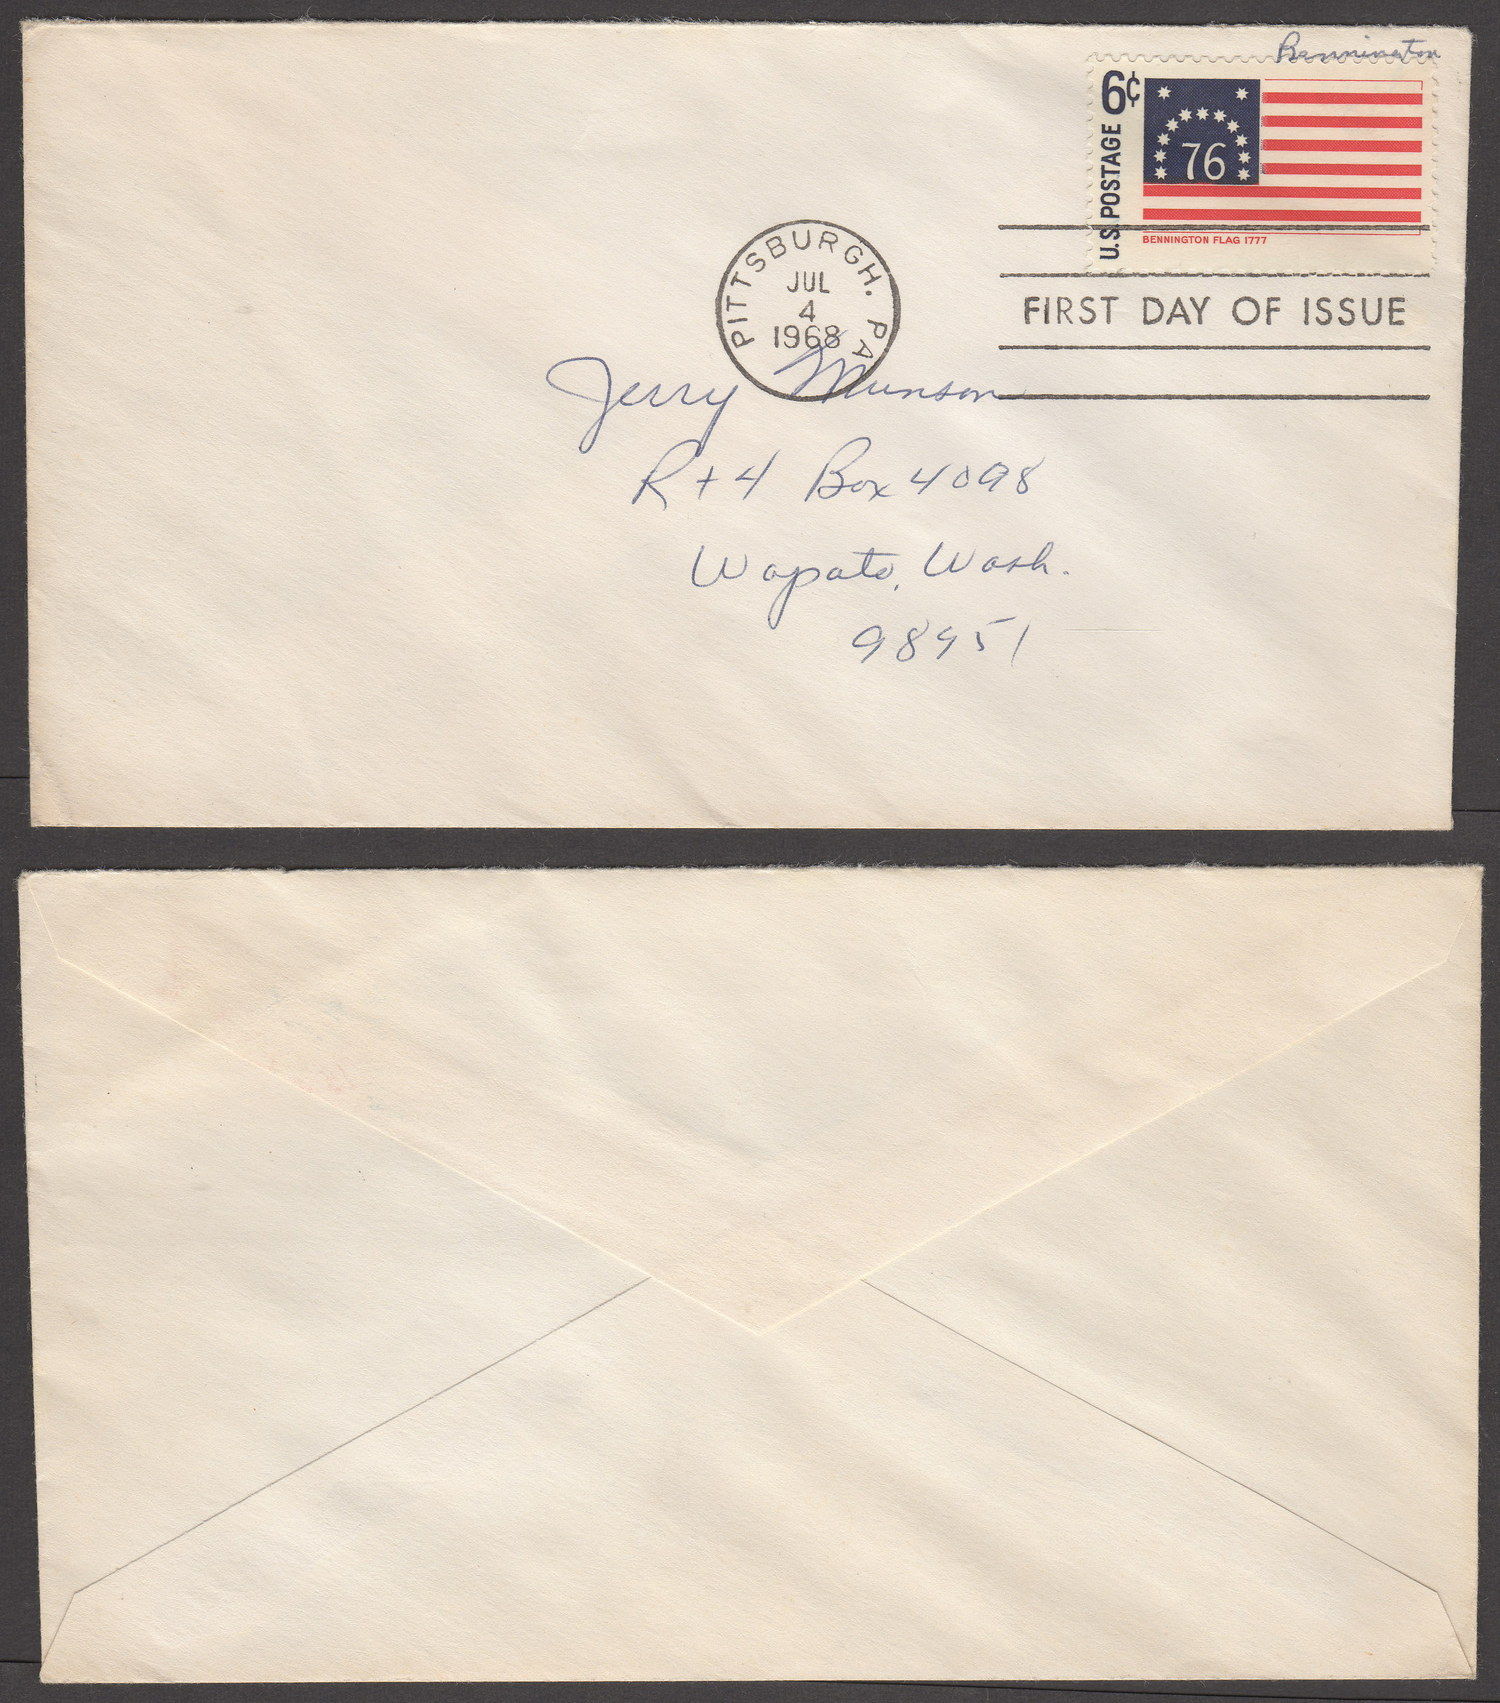 Bennington
6¢
U.S. POSTAGE
76
BENNINGTON FLAG 1777
PITTSBURGH, PA
JUL
4
1968
FIRST DAY OF ISSUE
Jerry Munson
Rt 4 Box 4098
Wapato, Wash.
98951